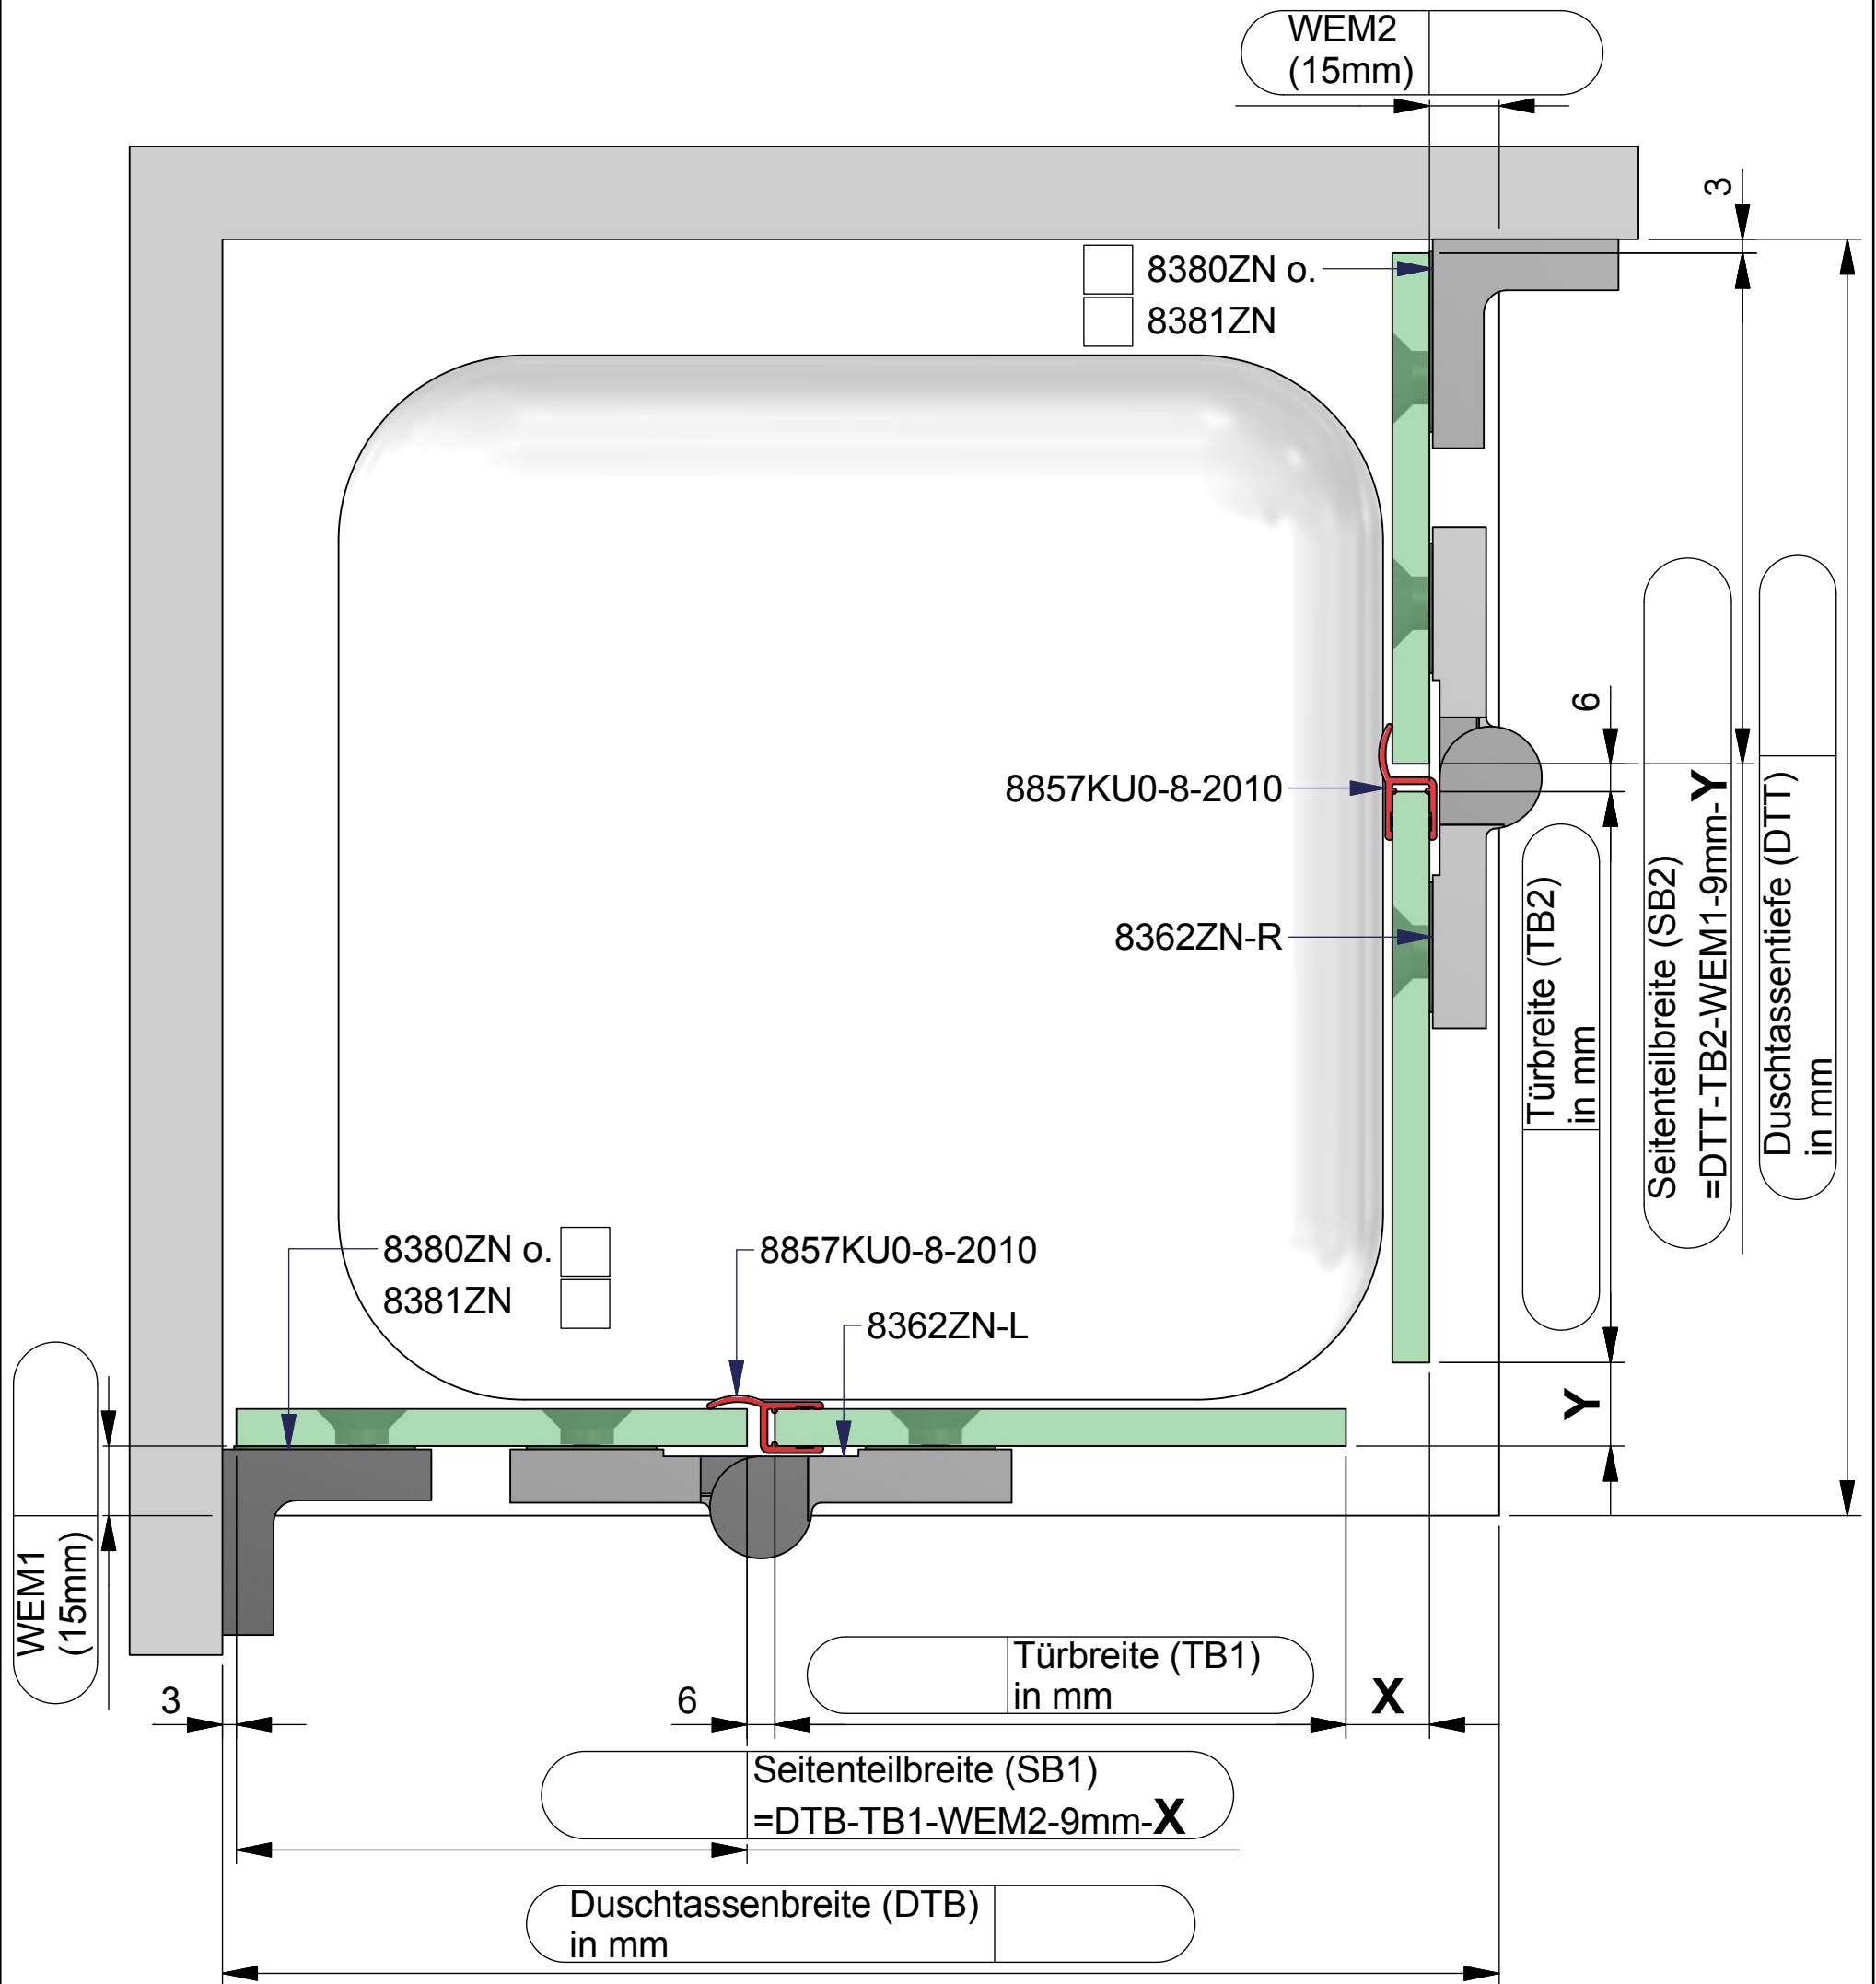 WEM2
(15mm)
3
8380ZN o.
8381ZN
6
8857KU0-8-2010
8362ZN-R
Türbreite (TB2)
in mm
Seitenteilbreite (SB2)
=DTT-TB2-WEM1-9mm-Y
Duschtassentiefe (DTT)
in mm
8380ZN o.
8381ZN
8857KU0-8-2010
8362ZN-L
Y
WEM1
(15mm)
3
6
Türbreite (TB1)
in mm
X
Seitenteilbreite (SB1)
=DTB-TB1-WEM2-9mm-X
Duschtassenbreite (DTB)
in mm